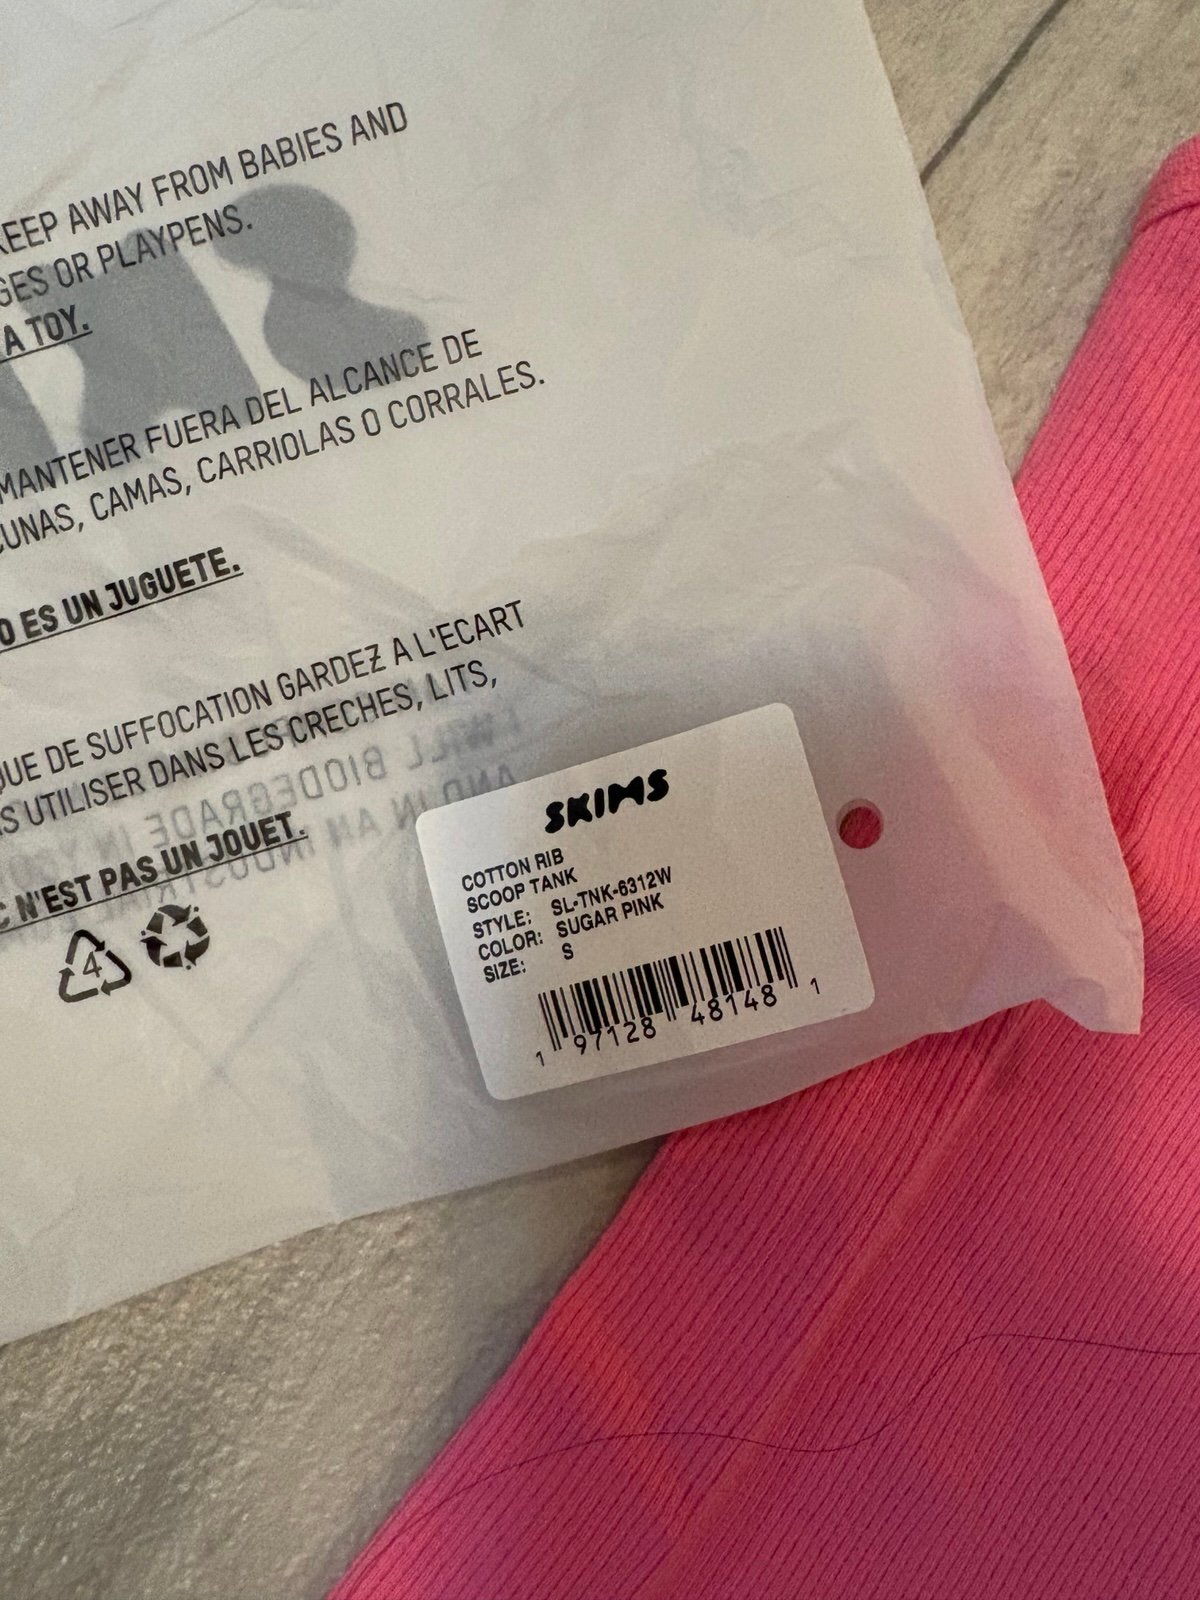 KEEP AWAY FROM BABIES AND
GES OR PLAYPENS.
A TOY.
MANTENER FUERA DEL ALCANCE DE
CUNAS, CAMAS, CARRIOLAS O CORRALES.
O ES UN JUGUETE.
QUE DE SUFFOCATION GARDEZ A L'ECART
S UTILISER DANS LES CRECHES, LITS,
C N'EST PAS UN JOUET.
4
SKIMS
COTTON RIB
SCOOP TANK
STYLE: SL-TNK-6312W
COLOR: SUGAR PINK
SIZE: S
1 97128 48148 1